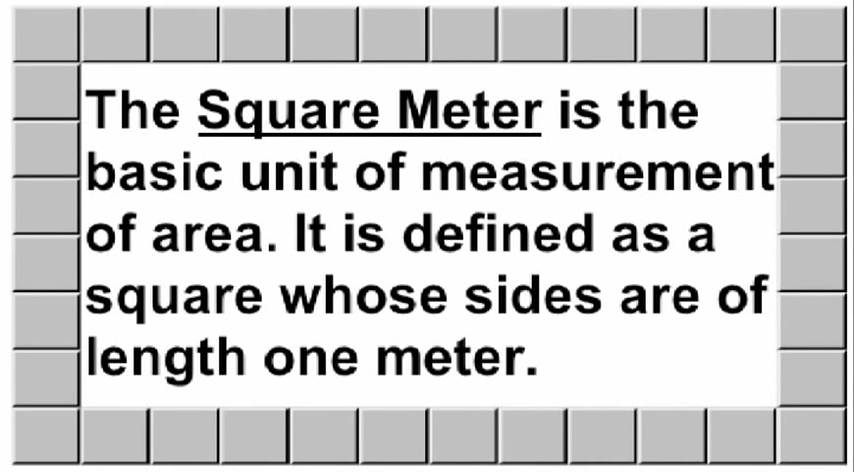 The Square Meter is the
basic unit of measurement
of area. It is defined as a
square whose sides are of
length one meter.